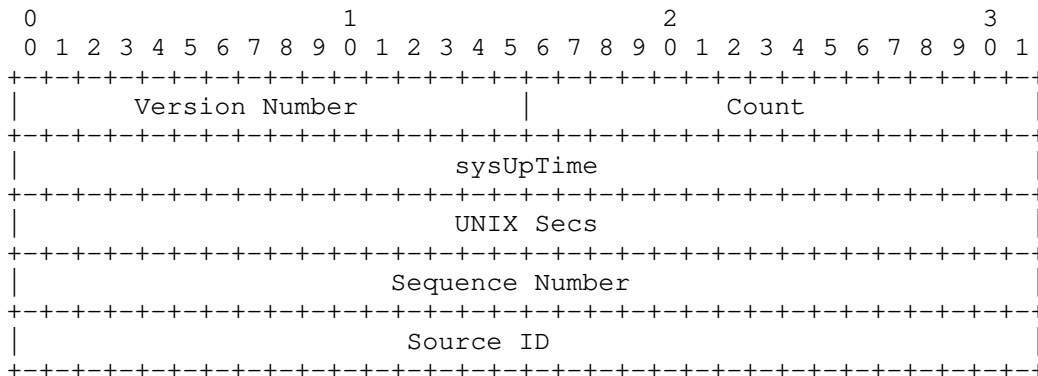 0                   1                   2                   3
 0 1 2 3 4 5 6 7 8 9 0 1 2 3 4 5 6 7 8 9 0 1 2 3 4 5 6 7 8 9 0 1
+-+-+-+-+-+-+-+-+-+-+-+-+-+-+-+-+-+-+-+-+-+-+-+-+-+-+-+-+-+-+-+-+
|       Version Number          |            Count              |
+-+-+-+-+-+-+-+-+-+-+-+-+-+-+-+-+-+-+-+-+-+-+-+-+-+-+-+-+-+-+-+-+
|                           sysUpTime                           |
+-+-+-+-+-+-+-+-+-+-+-+-+-+-+-+-+-+-+-+-+-+-+-+-+-+-+-+-+-+-+-+-+
|                           UNIX Secs                           |
+-+-+-+-+-+-+-+-+-+-+-+-+-+-+-+-+-+-+-+-+-+-+-+-+-+-+-+-+-+-+-+-+
|                       Sequence Number                         |
+-+-+-+-+-+-+-+-+-+-+-+-+-+-+-+-+-+-+-+-+-+-+-+-+-+-+-+-+-+-+-+-+
|                        Source ID                              |
+-+-+-+-+-+-+-+-+-+-+-+-+-+-+-+-+-+-+-+-+-+-+-+-+-+-+-+-+-+-+-+-+